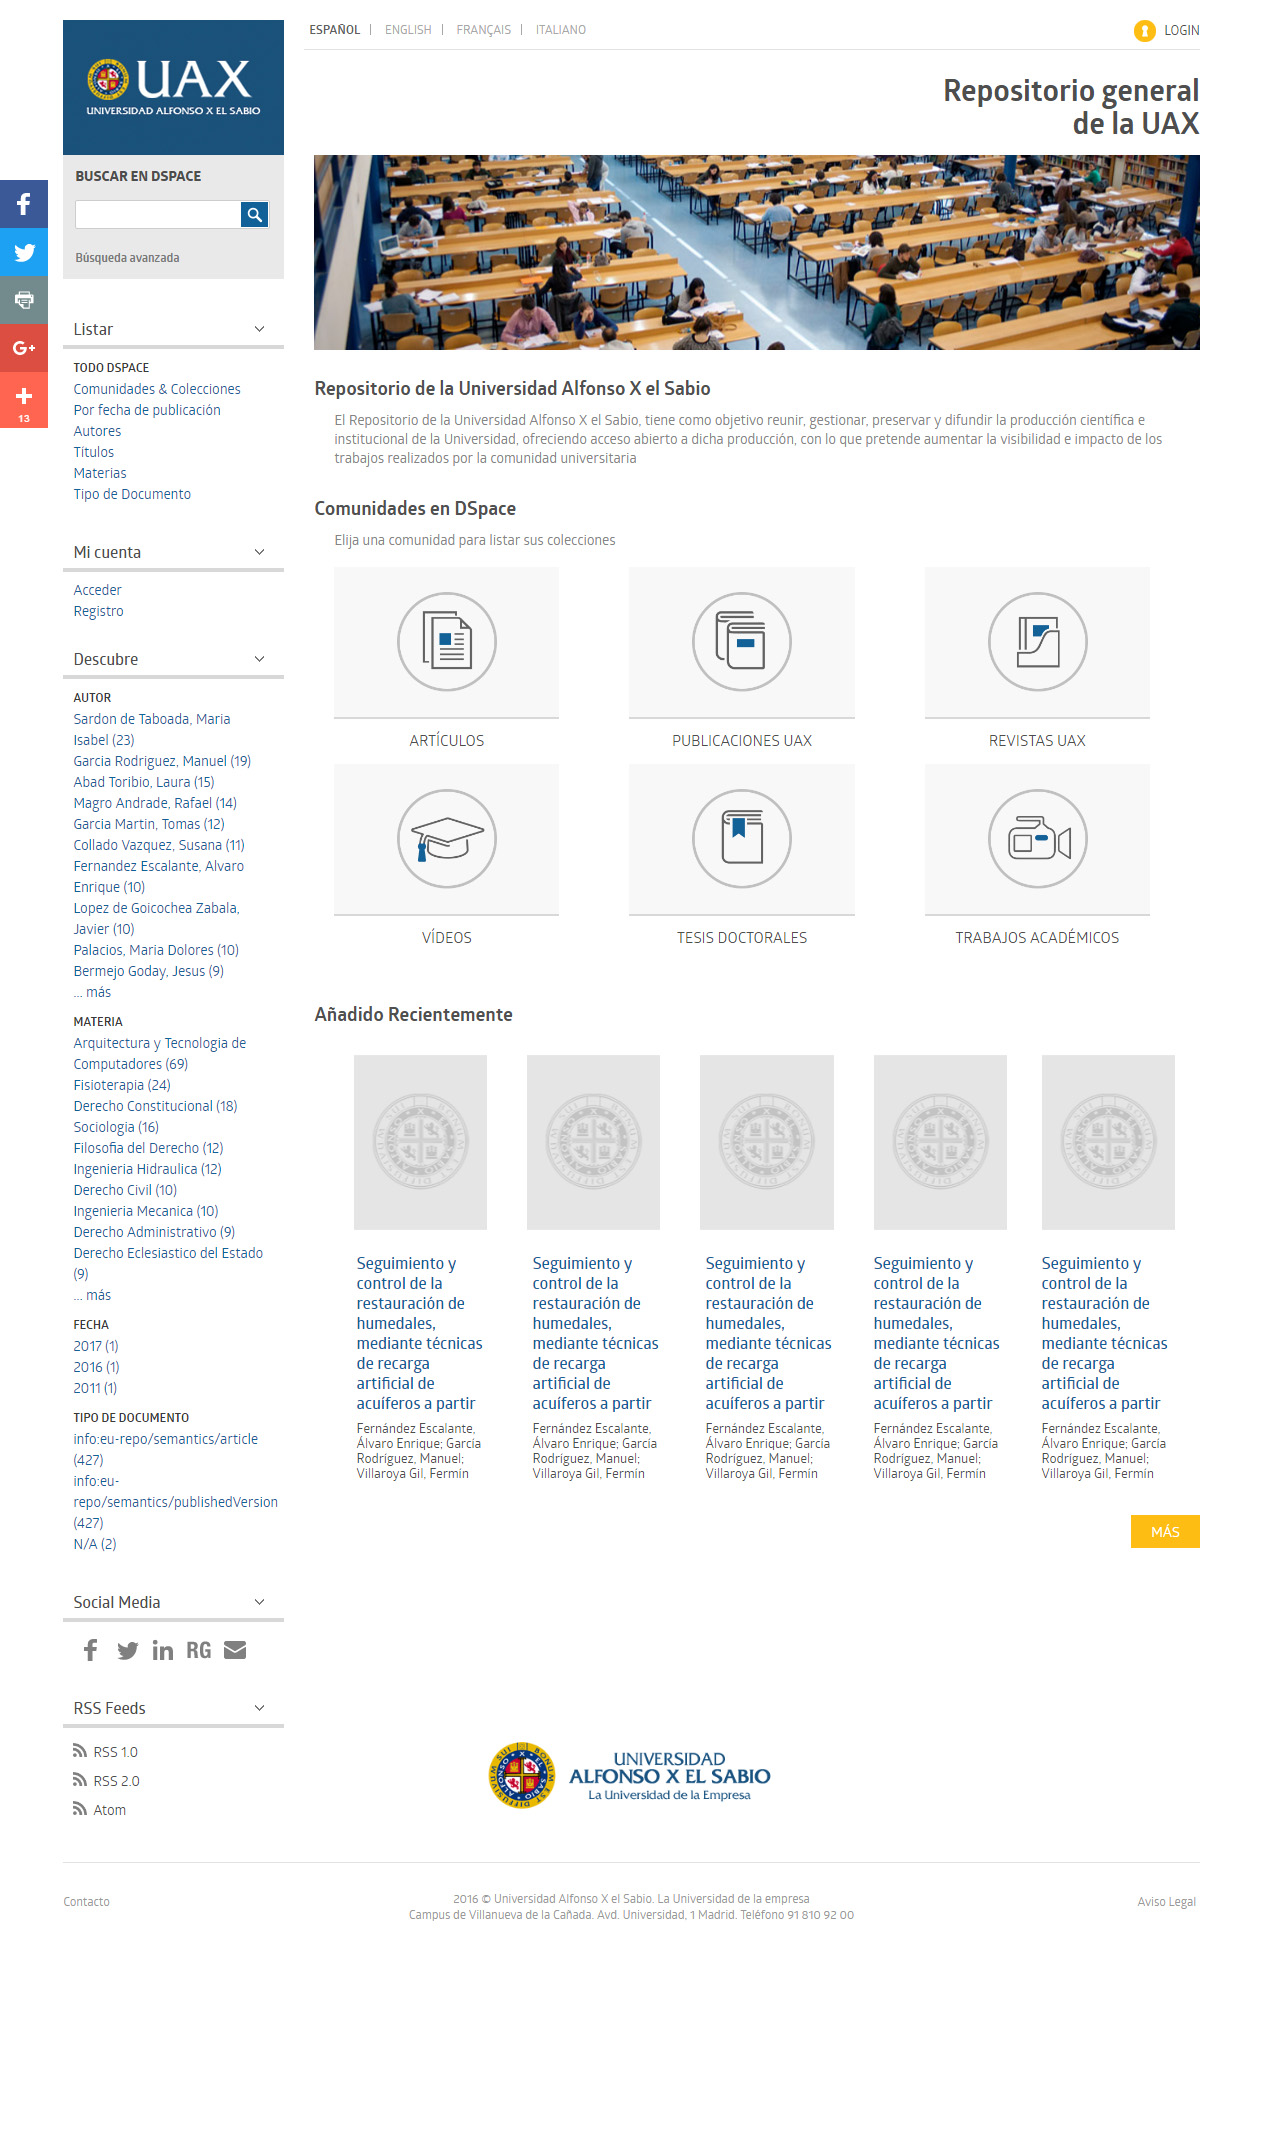 ESPAÑOL | ENGLISH | FRANÇAIS | ITALIANO
LOGIN
UAX
UNIVERSIDAD ALFONSO X EL SABIO
Repositorio general
de la UAX
BUSCAR EN DSPACE
Búsqueda avanzada
G+
13
Listar
TODO DSPACE
Comunidades & Colecciones
Por fecha de publicación
Autores
Títulos
Materias
Tipo de Documento
Mi cuenta
Acceder
Registro
Descubre
AUTOR
Sardon de Taboada, Maria
Isabel (23)
Garcia Rodriguez, Manuel (19)
Abad Toribio, Laura (15)
Magro Andrade, Rafael (14)
Garcia Martin, Tomas (12)
Collado Vazquez, Susana (11)
Fernandez Escalante, Alvaro
Enrique (10)
Lopez de Goicochea Zabala,
Javier (10)
Palacios, Maria Dolores (10)
Bermejo Goday, Jesus (9)
... más
MATERIA
Arquitectura y Tecnologia de
Computadores (69)
Fisioterapia (24)
Derecho Constitucional (18)
Sociología (16)
Filosofia del Derecho (12)
Ingenieria Hidraulica (12)
Derecho Civil (10)
Ingenieria Mecanica (10)
Derecho Administrativo (9)
Derecho Eclesiastico del Estado
(9)
... más
FECHA
2017 (1)
2016 (1)
2011 (1)
TIPO DE DOCUMENTO
info:eu-repo/semantics/article
(427)
info:eu-
repo/semantics/publishedVersion
(427)
N/A (2)
Social Media
RG
RSS Feeds
RSS 1.0
RSS 2.0
Atom
Repositorio de la Universidad Alfonso X el Sabio
El Repositorio de la Universidad Alfonso X el Sabio, tiene como objetivo reunir, gestionar, preservar y difundir la producción científica e
institucional de la Universidad, ofreciendo acceso abierto a dicha producción, con lo que pretende aumentar la visibilidad e impacto de los
trabajos realizados por la comunidad universitaria
Comunidades en DSpace
Elija una comunidad para listar sus colecciones
ARTÍCULOS
PUBLICACIONES UAX
REVISTAS UAX
VÍDEOS
TESIS DOCTORALES
TRABAJOS ACADÉMICOS
Añadido Recientemente
Seguimiento y
control de la
restauración de
humedales,
mediante técnicas
de recarga
artificial de
acuíferos a partir
Fernández Escalante,
Álvaro Enrique; García
Rodríguez, Manuel;
Villaroya Gil, Fermín
Seguimiento y
control de la
restauración de
humedales,
mediante técnicas
de recarga
artificial de
acuíferos a partir
Fernández Escalante,
Álvaro Enrique; García
Rodríguez, Manuel;
Villaroya Gil, Fermín
Seguimiento y
control de la
restauración de
humedales,
mediante técnicas
de recarga
artificial de
acuíferos a partir
Fernández Escalante,
Álvaro Enrique; García
Rodríguez, Manuel;
Villaroya Gil, Fermín
Seguimiento y
control de la
restauración de
humedales,
mediante técnicas
de recarga
artificial de
acuíferos a partir
Fernández Escalante,
Álvaro Enrique; García
Rodríguez, Manuel;
Villaroya Gil, Fermín
Seguimiento y
control de la
restauración de
humedales,
mediante técnicas
de recarga
artificial de
acuíferos a partir
Fernández Escalante,
Álvaro Enrique; García
Rodríguez, Manuel;
Villaroya Gil, Fermín
MÁS
UNIVERSIDAD
ALFONSO X EL SABIO
La Universidad de la Empresa
Contacto
2016 © Universidad Alfonso X el Sabio. La Universidad de la empresa
Campus de Villanueva de la Cañada. Avd. Universidad, 1 Madrid. Teléfono 91 810 92 00
Aviso Legal